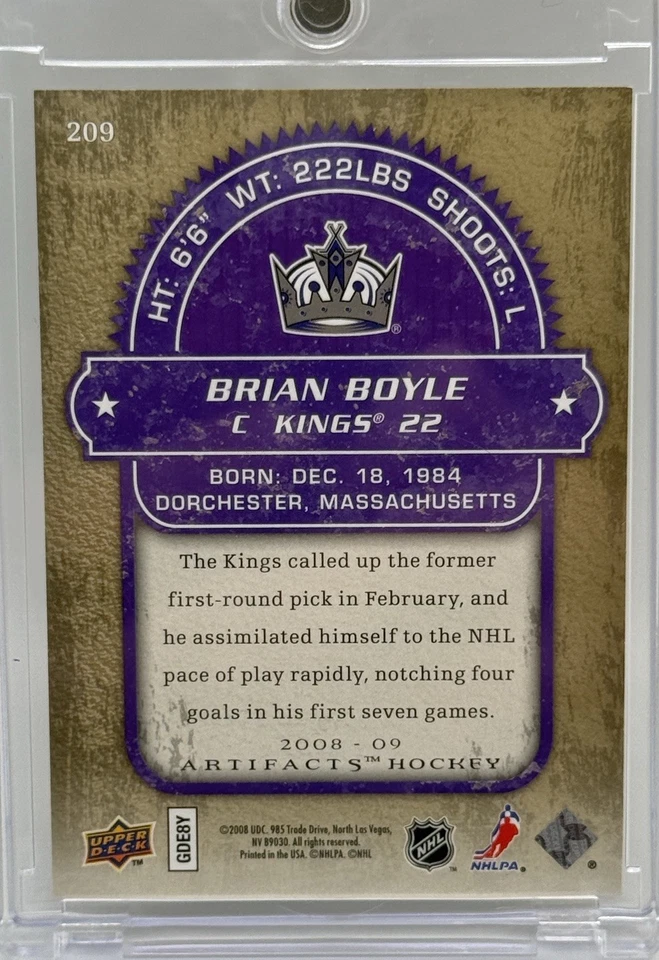 209
HT: 6'6" WT: 222LBS SHOOTS: L
®
BRIAN BOYLE
C KINGS® 22
BORN: DEC. 18, 1984
DORCHESTER, MASSACHUSETTS
The Kings called up the former
first-round pick in February, and
he assimilated himself to the NHL
pace of play rapidly, notching four
goals in his first seven games.
2008 - 09
ARTIFACTS™ HOCKEY
UPPER
D·E·C·K
™
GDE8Y
©2008 UDC. 985 Trade Drive, North Las Vegas,
NV 89030. All rights reserved.
Printed in the USA. ©NHLPA. ©NHL
NHL
™
NHLPA®
®